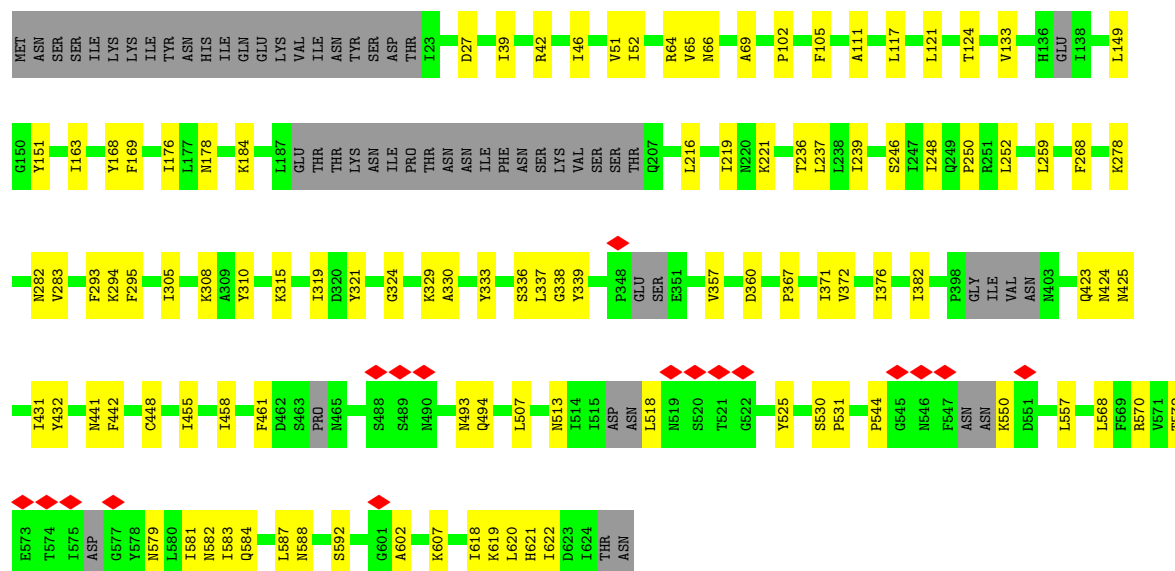 MET ASN SER SER ILE LYS LYS ILE TYR ASN HIS ILE GLN GLU LYS VAL ILE ASN TYR SER ASP THR I23 D27 I39 R42 I46 V51 I52 R64 V65 N66 A69 P102 F105 A111 L117 L121 T124 V133 H136 GLU I138 L149
G150 Y151 I163 Y168 F169 I176 L177 N178 K184 L187 GLU THR THR LYS ASN ILE PRO THR ASN ASN ILE PHE ASN SER LYS VAL SER SER THR Q207 L216 I219 N220 K221 T236 L237 L238 I239 S246 I247 I248 Q249 P250 R251 L252 L259 F268 K278
N282 V283 F293 K294 F295 I305 K308 A309 Y310 K315 I319 D320 Y321 G324 K329 A330 Y333 S336 L337 G338 Y339 P348 GLU SER E351 V357 D360 P367 I371 V372 I376 I382 P398 GLY ILE VAL ASN N403 Q423 N424 N425
I431 Y432 N441 F442 C448 I455 I458 F461 D462 S463 PRO N465 S488 S489 N490 N493 Q494 L507 N513 I514 I515 ASP ASN L518 N519 S520 T521 G522 Y525 S530 P531 P544 G545 N546 F547 ASN ASN K550 D551 L557 L568 F569 R570 V571 T572
E573 T574 I575 ASP G577 Y578 N579 L580 I581 N582 I583 Q584 L587 N588 S592 G601 A602 K607 I618 K619 L620 H621 I622 D623 I624 THR ASN